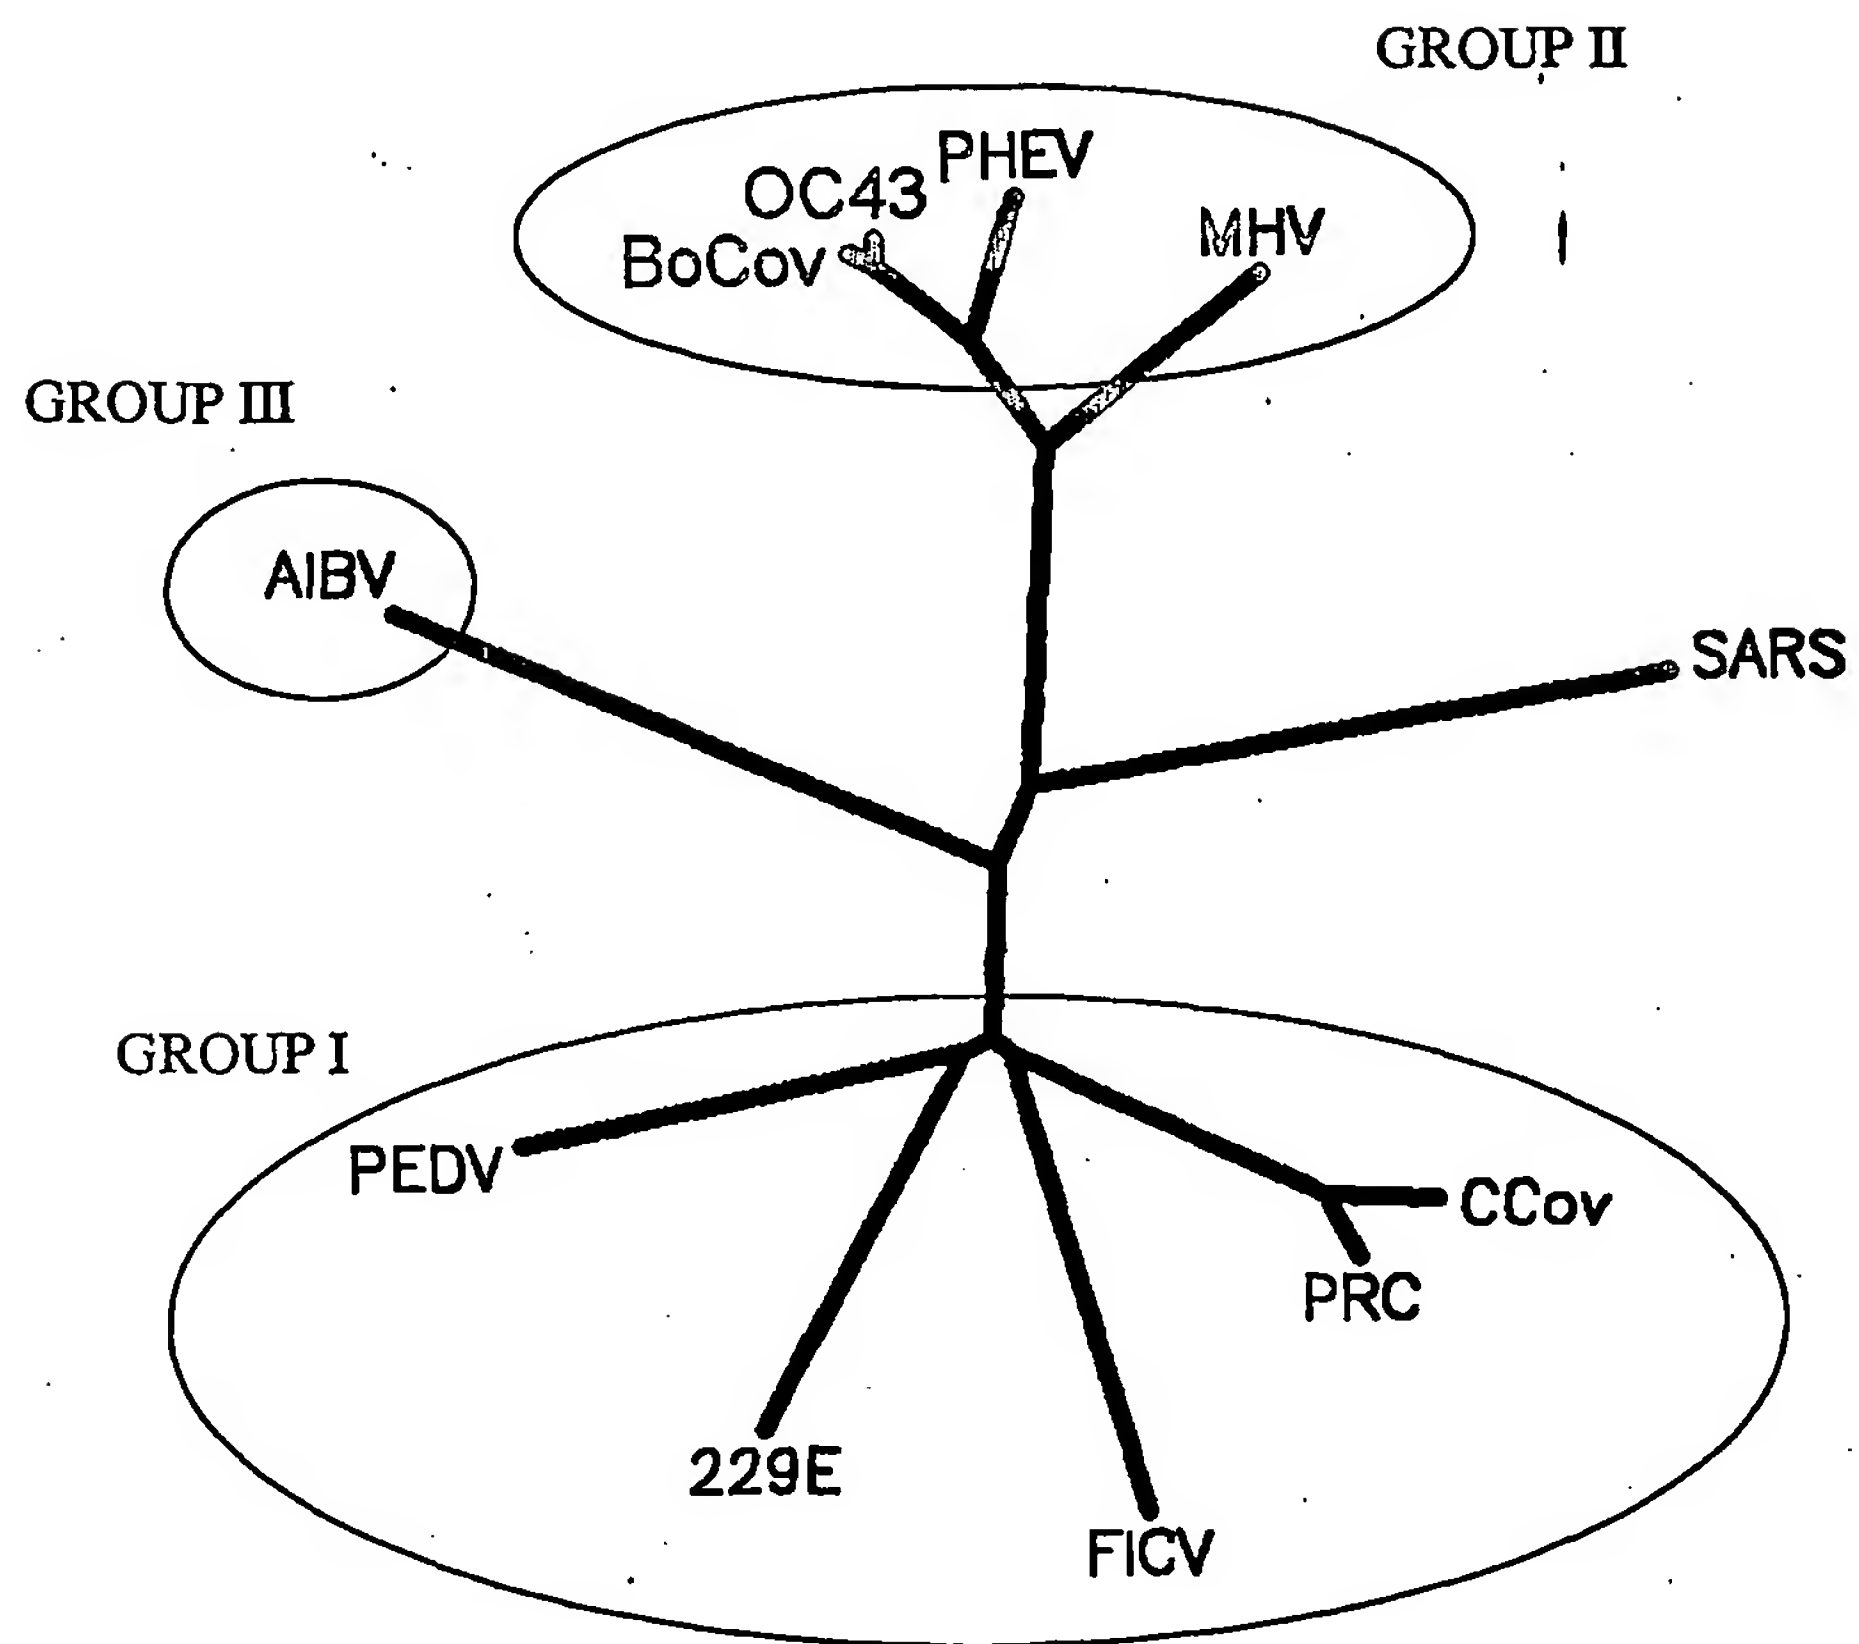 GROUP II
PHEV
OC43
MHV
BoCov
GROUP III
AIBV
SARS
GROUP I
PEDV
CCov
PRC
229E
FICV